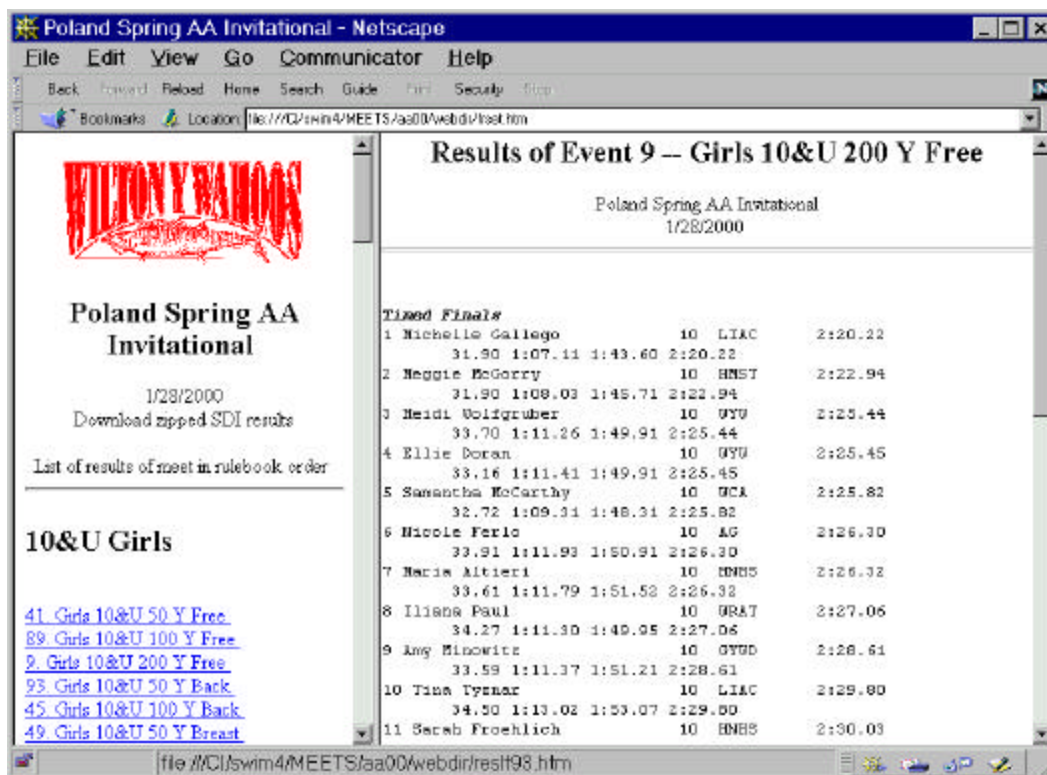 Poland Spring AA Invitational - Netscape
File Edit View Go Communicator Help
Back Forward Reload Home Search Guide Print Security Stop
Bookmarks Location: file:///C|/swim4/MEETS/aa00/webdir/frset.htm
WILTON Y WAHOOS
Poland Spring AA
Invitational
1/28/2000
Download zipped SDI results
List of results of meet in rulebook order
10&U Girls
41. Girls 10&U 50 Y Free
89. Girls 10&U 100 Y Free
9. Girls 10&U 200 Y Free
93. Girls 10&U 50 Y Back
45. Girls 10&U 100 Y Back
49. Girls 10&U 50 Y Breast
Results of Event 9 -- Girls 10&U 200 Y Free
Poland Spring AA Invitational
1/28/2000
Timed Finals
1 Michelle Gallego 10 LIAC 2:20.22
31.90 1:07.11 1:43.60 2:20.22
2 Meggie McGorry 10 HMST 2:22.94
31.90 1:08.03 1:45.71 2:22.94
3 Heidi Wolfgruber 10 WYW 2:25.44
33.70 1:11.26 1:49.91 2:25.44
4 Ellie Doran 10 WYW 2:25.45
33.16 1:11.41 1:49.91 2:25.45
5 Samantha McCarthy 10 WCA 2:25.82
32.72 1:09.31 1:48.31 2:25.82
6 Nicole Ferlo 10 AG 2:26.30
33.91 1:11.93 1:50.91 2:26.30
7 Maria Altieri 10 HNHS 2:26.32
33.61 1:11.79 1:51.52 2:26.32
8 Iliana Paul 10 WRAT 2:27.06
34.27 1:11.30 1:49.95 2:27.06
9 Amy Minowitz 10 GYWD 2:28.61
33.59 1:11.37 1:51.21 2:28.61
10 Tina Tyznar 10 LIAC 2:29.80
34.50 1:13.02 1:53.07 2:29.80
11 Sarah Froehlich 10 HNHS 2:30.03
file:///C|/swim4/MEETS/aa00/webdir/reslt93.htm